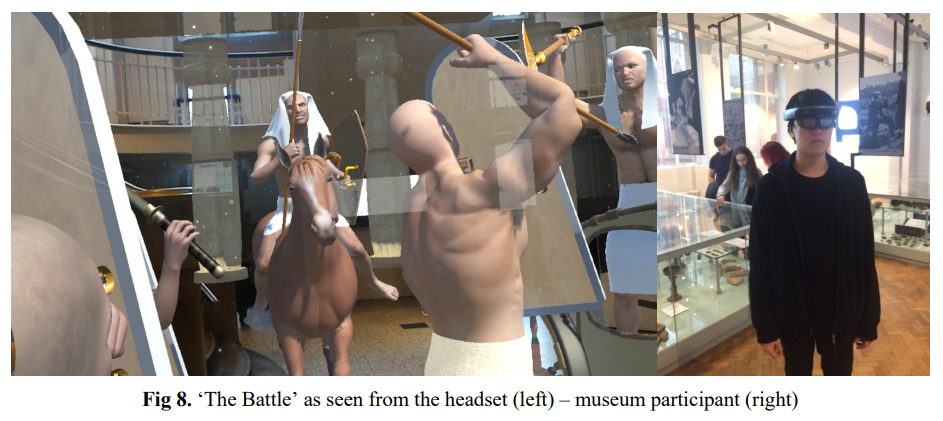 Fig 8. ‘The Battle’ as seen from the headset (left) – museum participant (right)